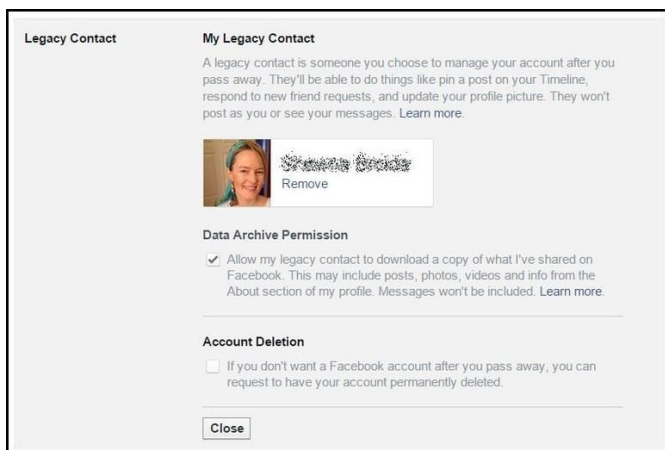 Legacy Contact
My Legacy Contact
A legacy contact is someone you choose to manage your account after you
pass away. They'll be able to do things like pin a post on your Timeline,
respond to new friend requests, and update your profile picture. They won't
post as you or see your messages. Learn more.
Remove
Data Archive Permission
Allow my legacy contact to download a copy of what I've shared on
Facebook. This may include posts, photos, videos and info from the
About section of my profile. Messages won't be included. Learn more.
Account Deletion
If you don't want a Facebook account after you pass away, you can
request to have your account permanently deleted.
Close